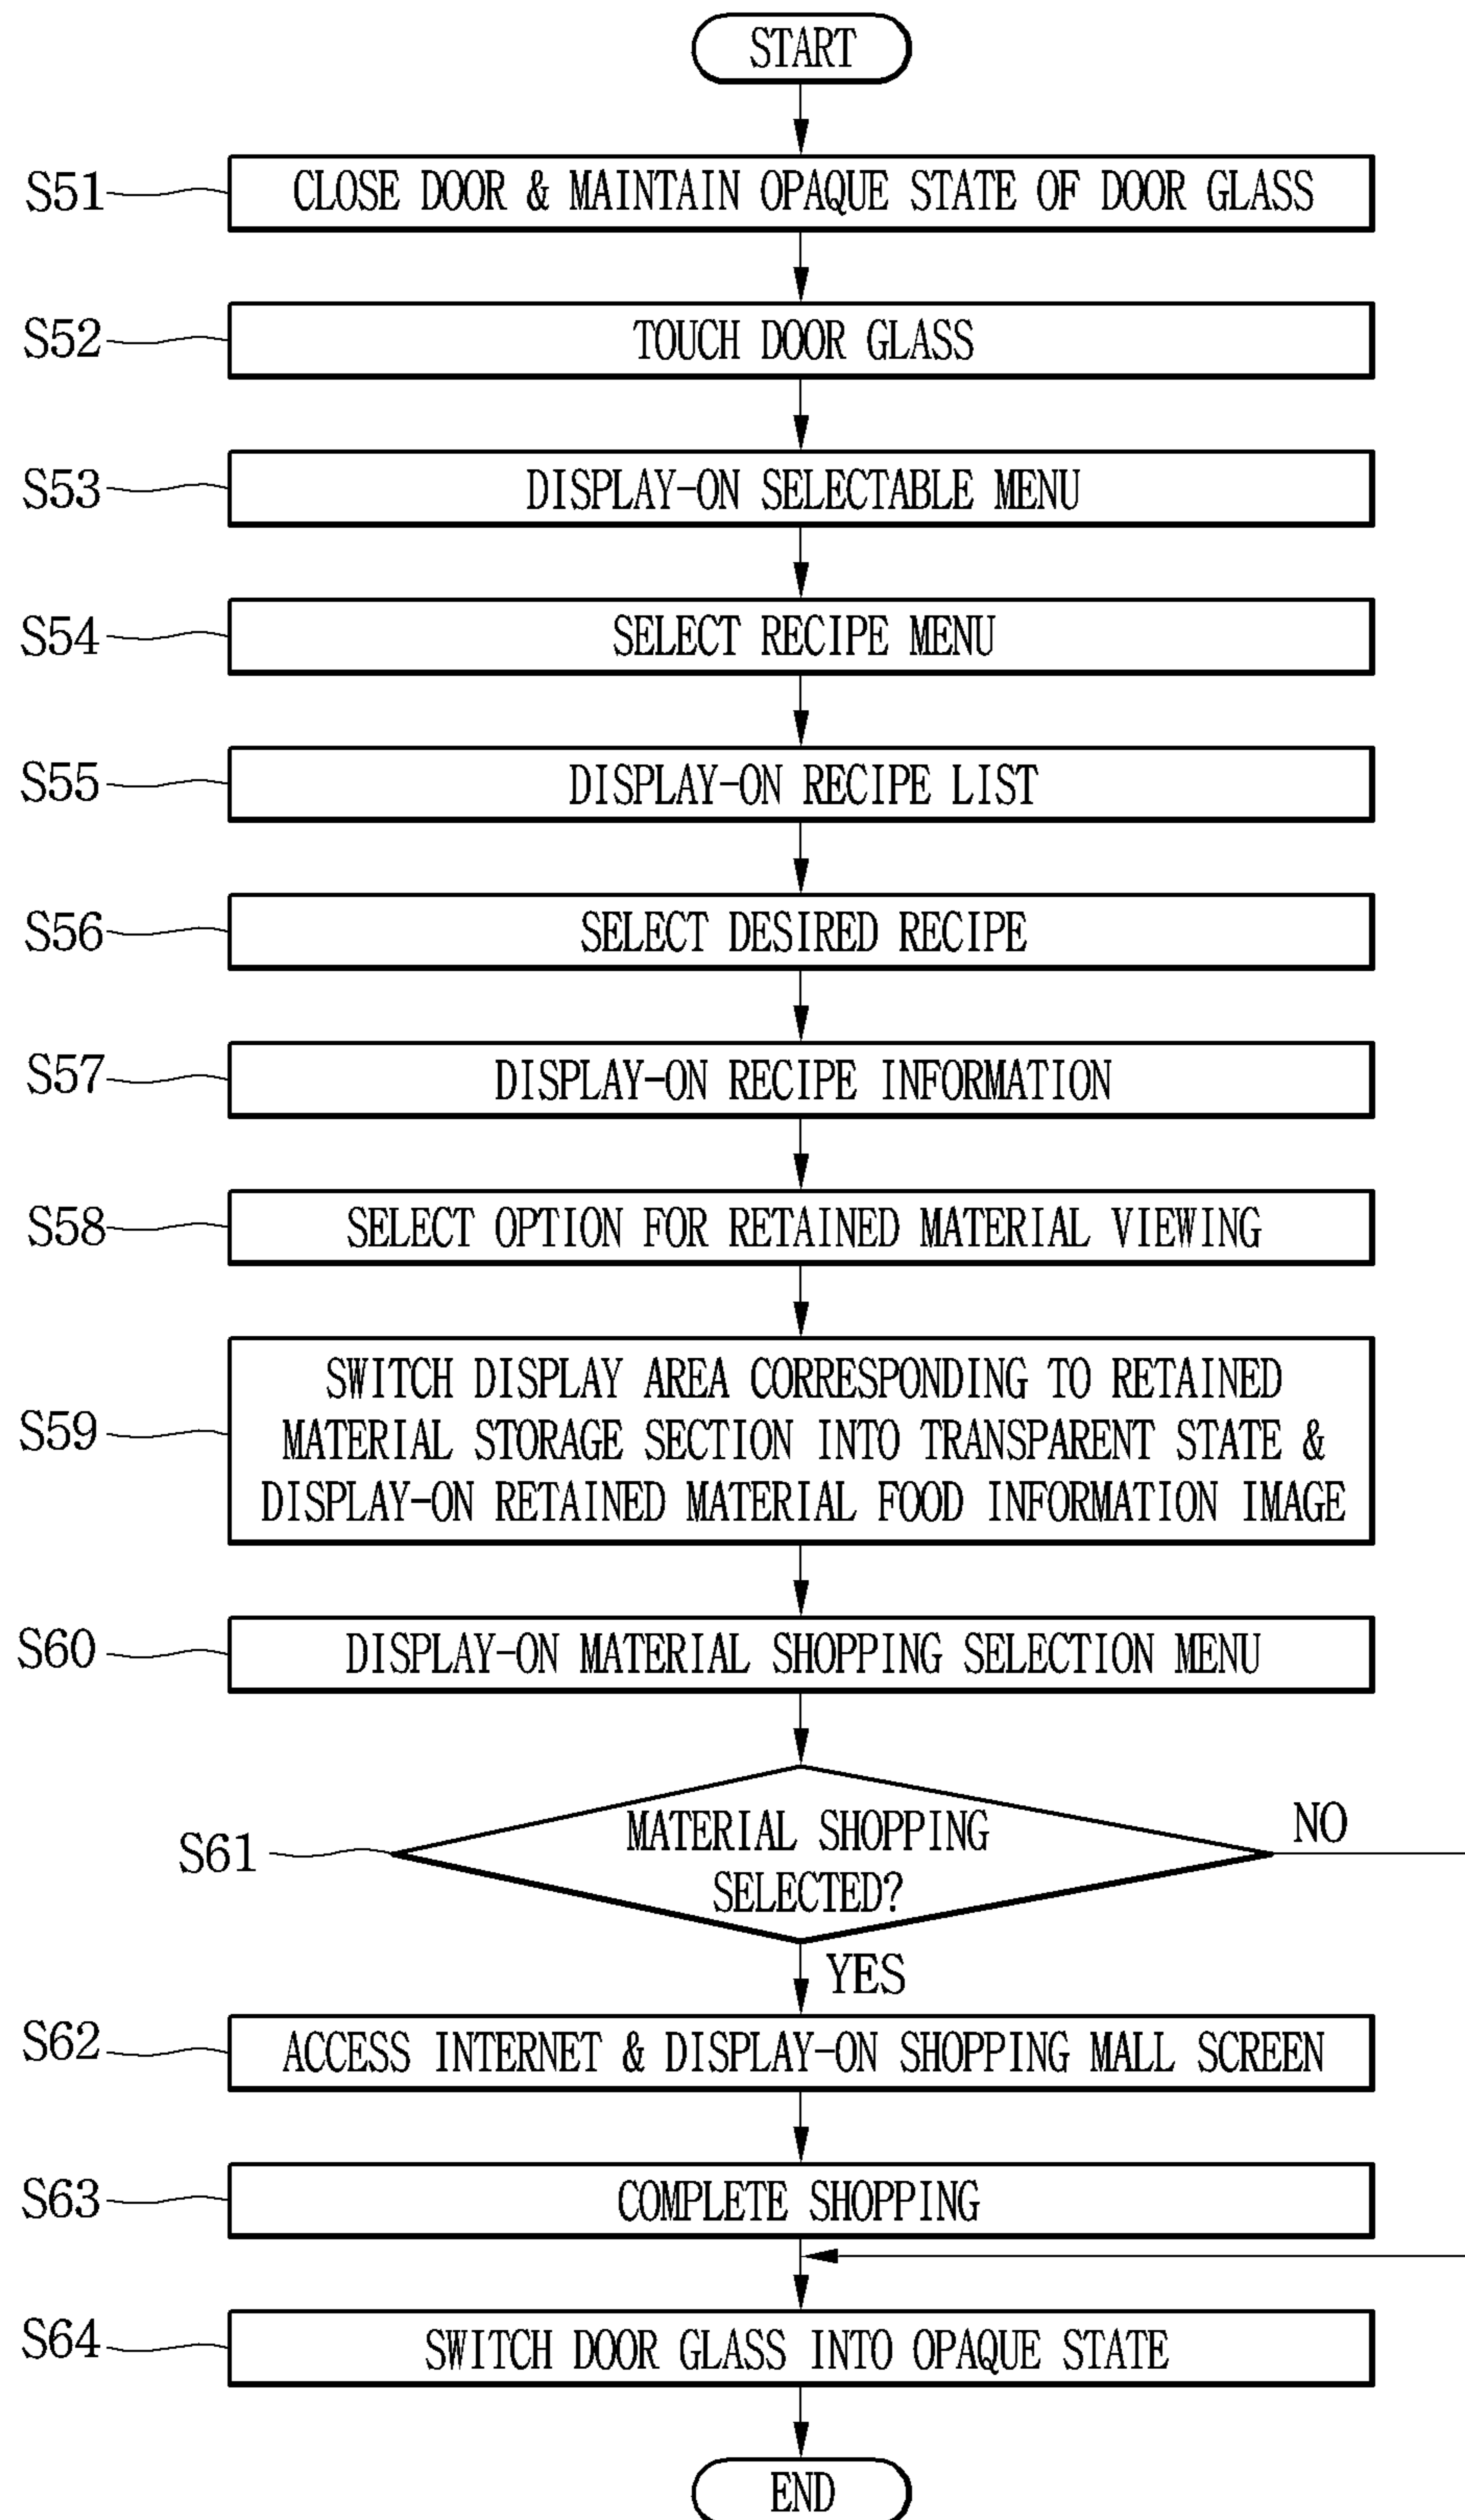 START
S51
CLOSE DOOR & MAINTAIN OPAQUE STATE OF DOOR GLASS
S52
TOUCH DOOR GLASS
S53
DISPLAY-ON SELECTABLE MENU
S54
SELECT RECIPE MENU
S55
DISPLAY-ON RECIPE LIST
S56
SELECT DESIRED RECIPE
S57
DISPLAY-ON RECIPE INFORMATION
S58
SELECT OPTION FOR RETAINED MATERIAL VIEWING
S59
SWITCH DISPLAY AREA CORRESPONDING TO RETAINED
MATERIAL STORAGE SECTION INTO TRANSPARENT STATE &
DISPLAY-ON RETAINED MATERIAL FOOD INFORMATION IMAGE
S60
DISPLAY-ON MATERIAL SHOPPING SELECTION MENU
S61
MATERIAL SHOPPING
SELECTED?
NO
YES
S62
ACCESS INTERNET & DISPLAY-ON SHOPPING MALL SCREEN
S63
COMPLETE SHOPPING
S64
SWITCH DOOR GLASS INTO OPAQUE STATE
END